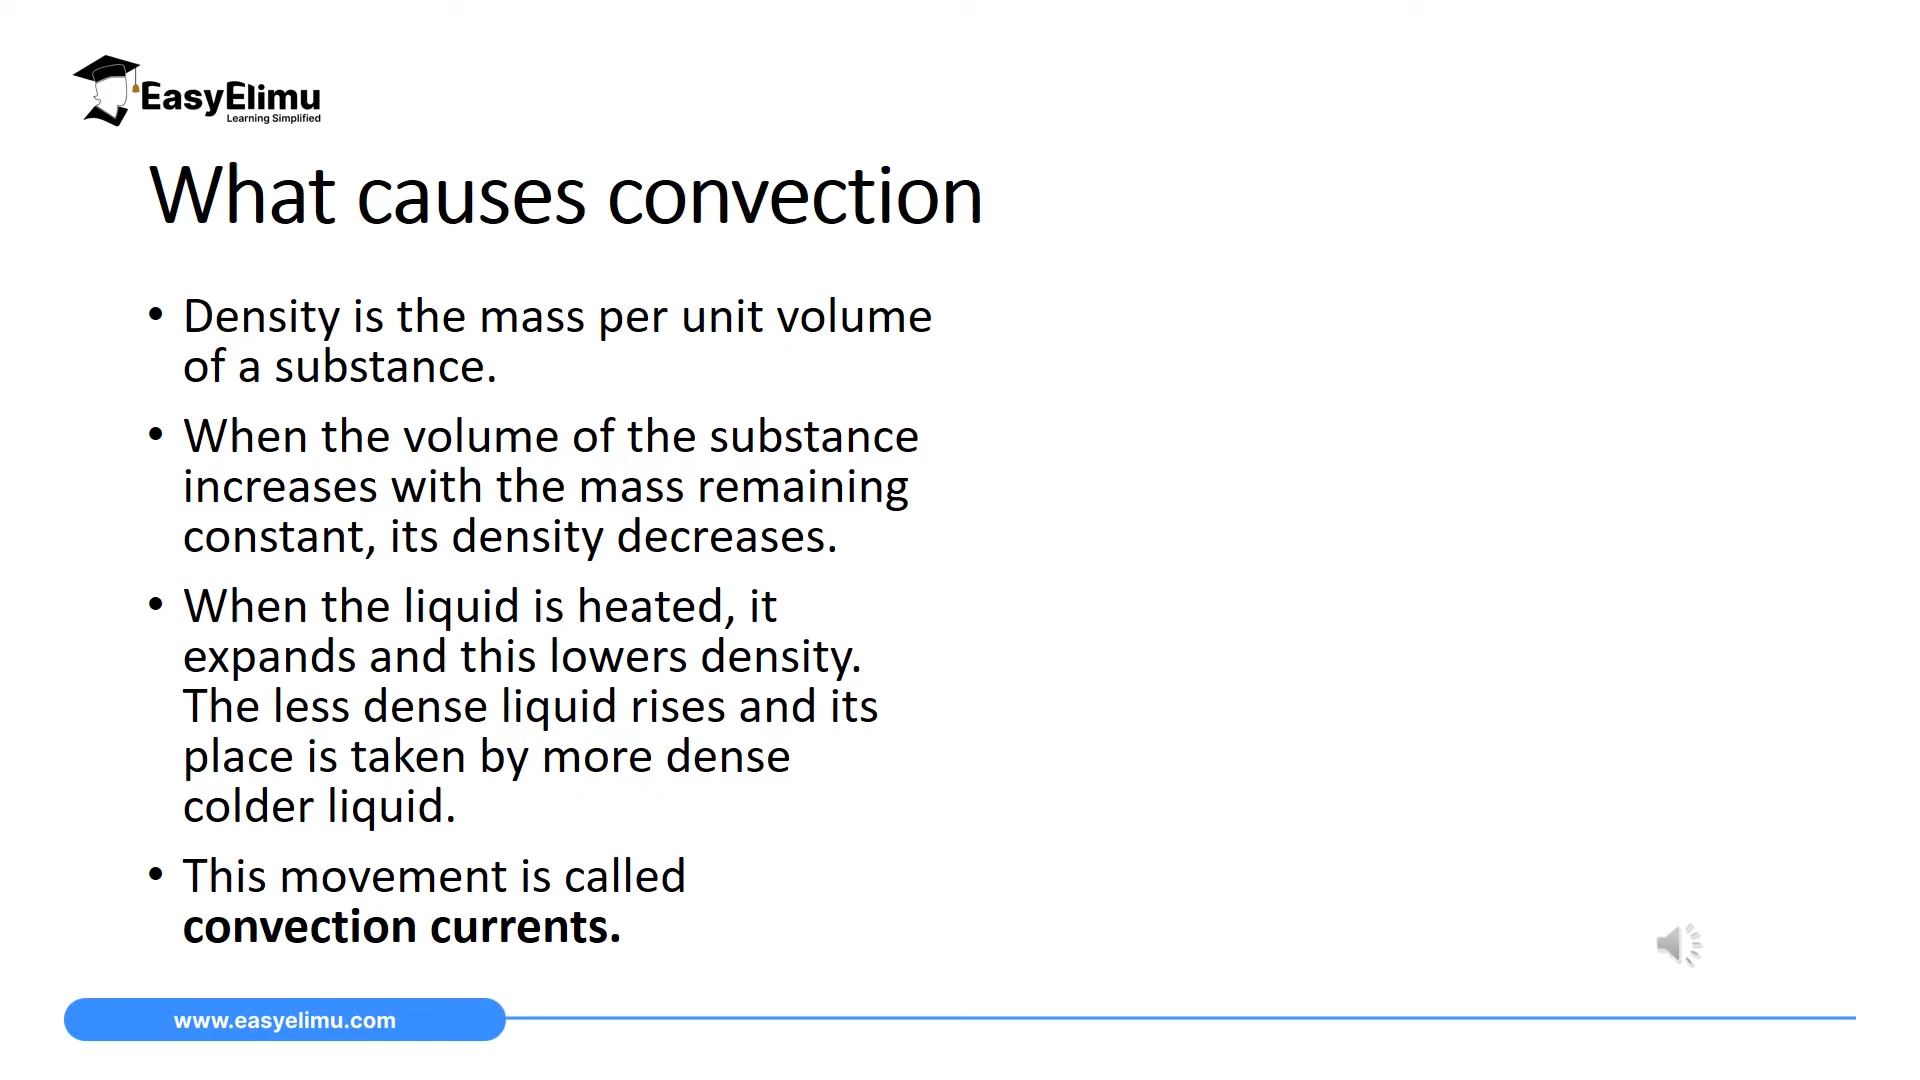 EasyElimu
Learning Simplified
What causes convection
• Density is the mass per unit volume
of a substance.
• When the volume of the substance
increases with the mass remaining
constant, its density decreases.
• When the liquid is heated, it
expands and this lowers density.
The less dense liquid rises and its
place is taken by more dense
colder liquid.
• This movement is called
convection currents.
www.easyelimu.com